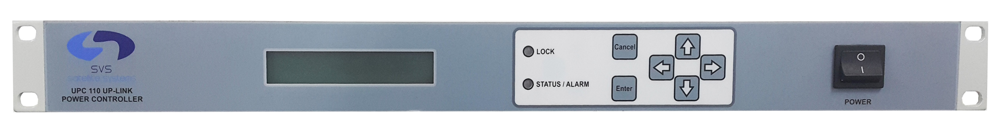 SVS
satellite systems
UPC 110 UP-LINK
POWER CONTROLLER
LOCK
STATUS / ALARM
Cancel
Enter
O
I
POWER